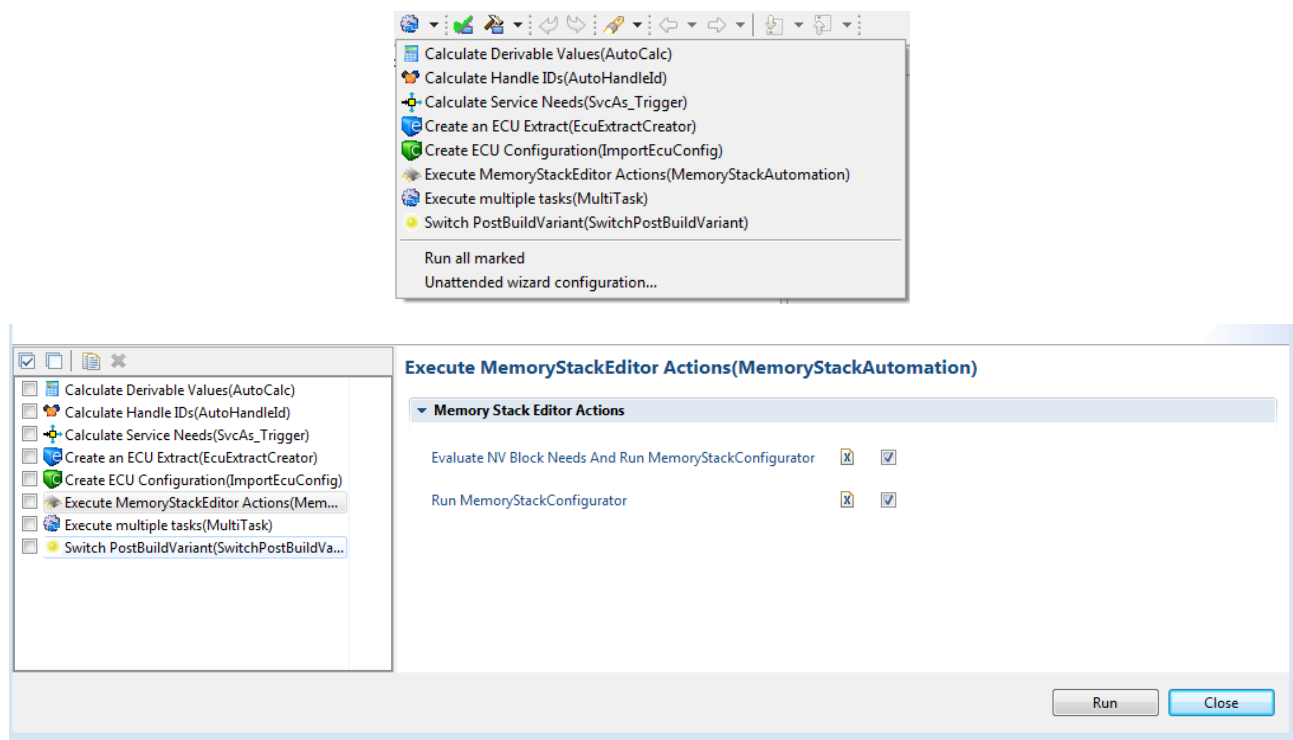 Calculate Derivable Values(AutoCalc)
Calculate Handle IDs(AutoHandleId)
Calculate Service Needs(SvcAs_Trigger)
Create an ECU Extract(EcuExtractCreator)
Create ECU Configuration(ImportEcuConfig)
Execute MemoryStackEditor Actions(MemoryStackAutomation)
Execute multiple tasks(MultiTask)
Switch PostBuildVariant(SwitchPostBuildVariant)
Run all marked
Unattended wizard configuration...
Calculate Derivable Values(AutoCalc)
Calculate Handle IDs(AutoHandleId)
Calculate Service Needs(SvcAs_Trigger)
Create an ECU Extract(EcuExtractCreator)
Create ECU Configuration(ImportEcuConfig)
Execute MemoryStackEditor Actions(Mem...
Execute multiple tasks(MultiTask)
Switch PostBuildVariant(SwitchPostBuildVa...
Execute MemoryStackEditor Actions(MemoryStackAutomation)
Memory Stack Editor Actions
Evaluate NV Block Needs And Run MemoryStackConfigurator
Run MemoryStackConfigurator
Run
Close